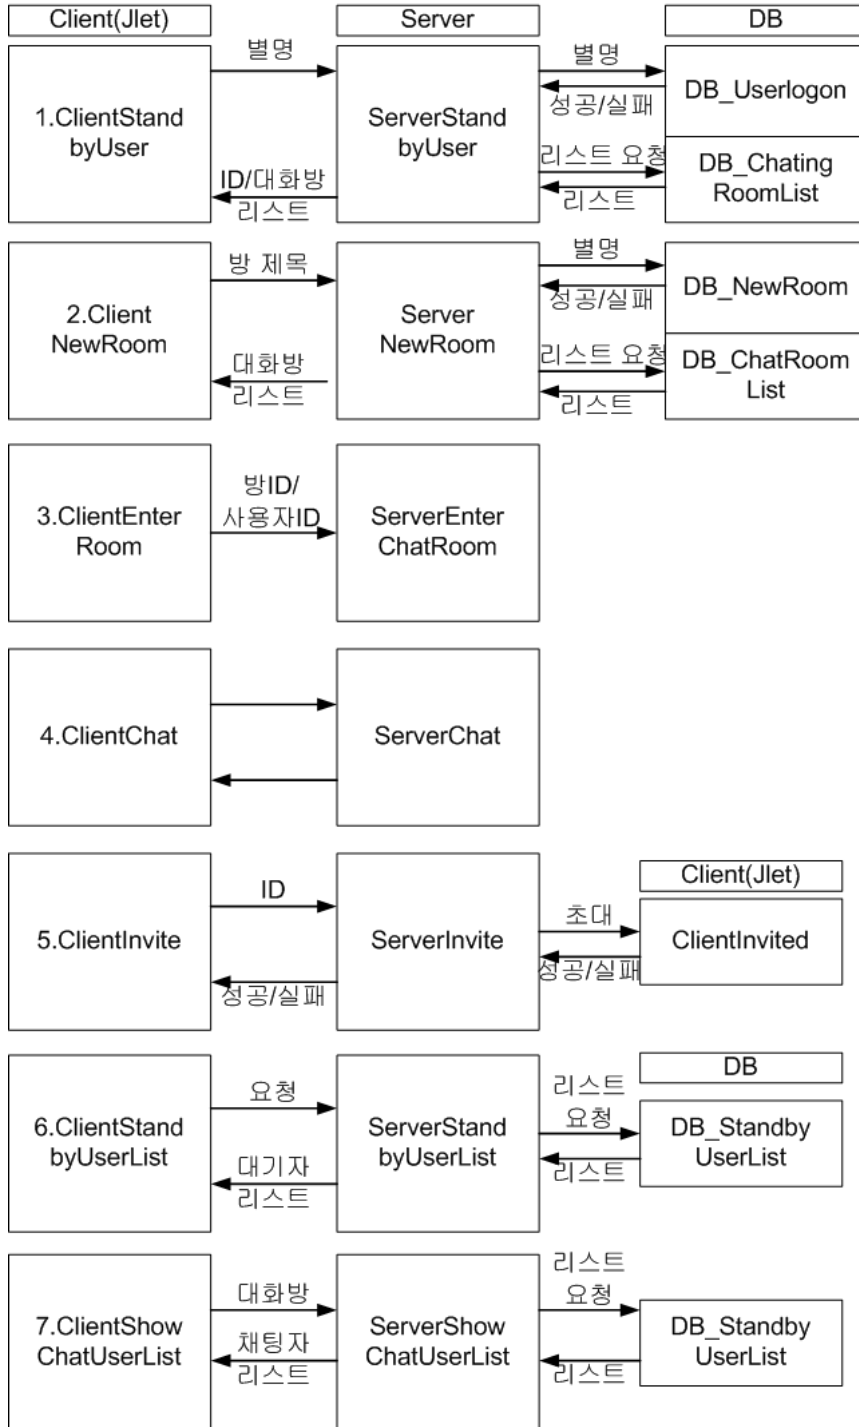 Client(Jlet)
Server
DB
1.ClientStand
byUser
별명
ID/대화방
리스트
ServerStand
byUser
별명
성공/실패
리스트 요청
리스트
DB_Userlogon
DB_Chating
RoomList
2.Client
NewRoom
방 제목
대화방
리스트
Server
NewRoom
별명
성공/실패
리스트 요청
리스트
DB_NewRoom
DB_ChatRoom
List
3.ClientEnter
Room
방ID/
사용자ID
ServerEnter
ChatRoom
4.ClientChat
ServerChat
5.ClientInvite
ID
성공/실패
ServerInvite
초대
성공/실패
Client(Jlet)
ClientInvited
6.ClientStand
byUserList
요청
대기자
리스트
ServerStand
byUserList
리스트
요청
리스트
DB
DB_Standby
UserList
7.ClientShow
ChatUserList
대화방
채팅자
리스트
ServerShow
ChatUserList
리스트
요청
리스트
DB_Standby
UserList